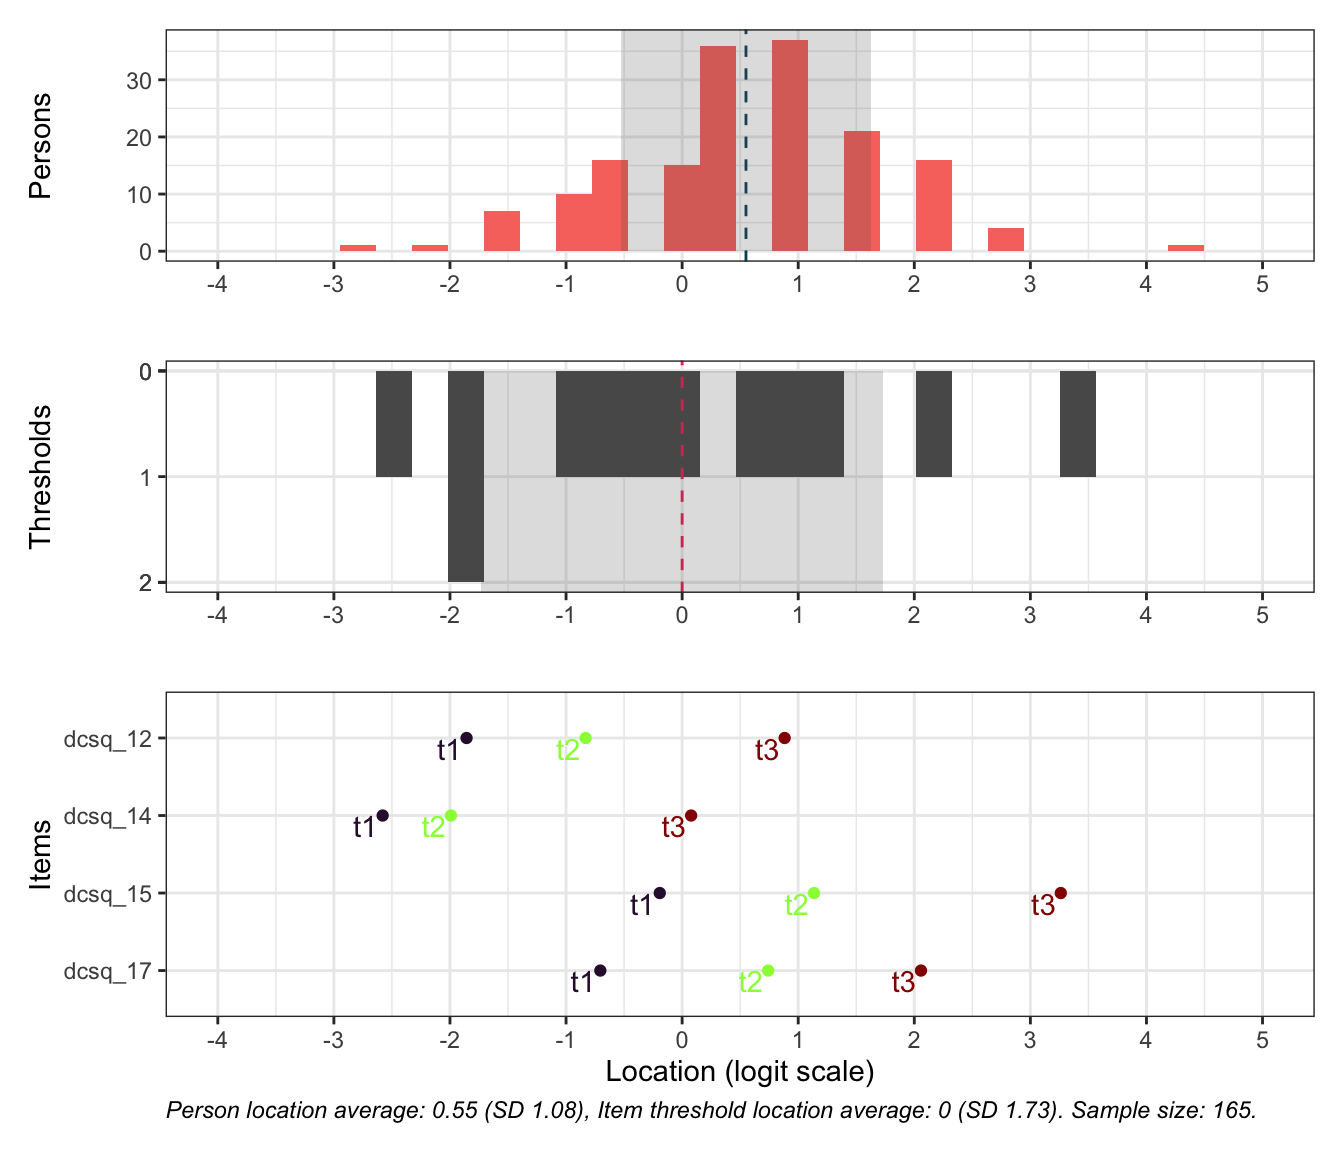 Persons
30
20
10
0
-4 -3 -2 -1 0 1 2 3 4 5
Thresholds
0
1
2
-4 -3 -2 -1 0 1 2 3 4 5
Items
dcsq_12
t1 t2 t3
dcsq_14
t1 t2 t3
dcsq_15
t1 t2 t3
dcsq_17
t1 t2 t3
-4 -3 -2 -1 0 1 2 3 4 5
Location (logit scale)
Person location average: 0.55 (SD 1.08), Item threshold location average: 0 (SD 1.73). Sample size: 165.